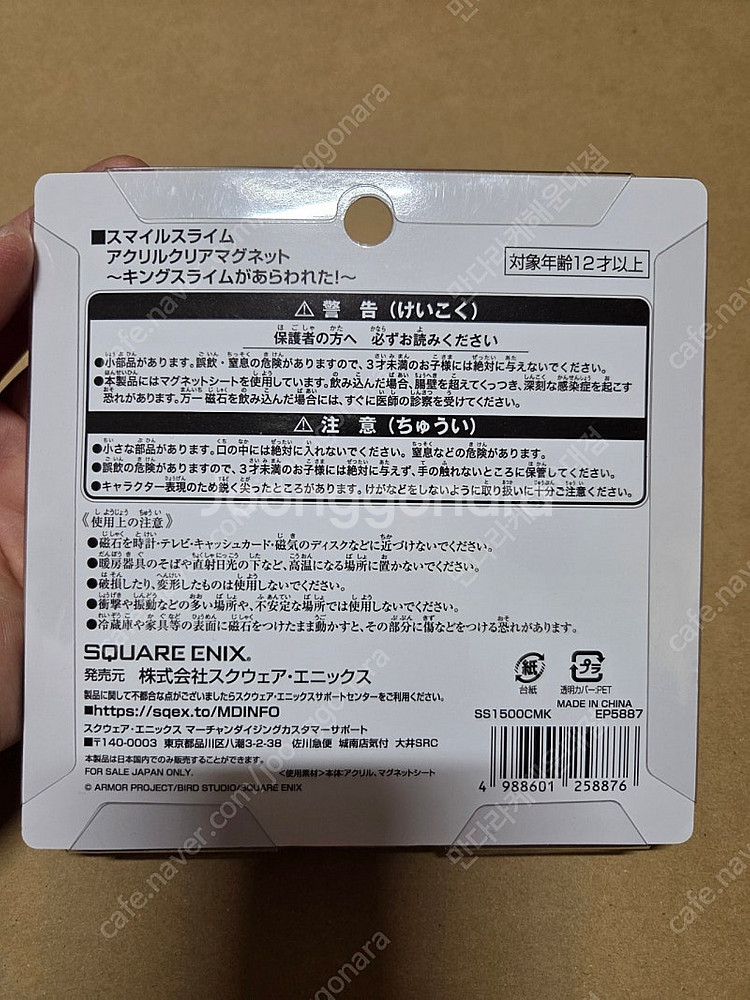 ■スマイルスライム
アクリルクリアマグネット
～キングスライムがあらわれた!～
対象年齢12才以上
⚠警告(けいこく)
保護者の方へ 必ずお読みください
●小部品があります。誤飲・窒息の危険がありますので、3才未満のお子様には絶対に与えないでください。
●本製品にはマグネットシートを使用しています。飲み込んだ場合、腸壁を超えてくっつき、深刻な感染症を起こす
恐れがあります。万一磁石を飲み込んだ場合には、すぐに医師の診察を受けてください。
⚠注意(ちゅうい)
●小さな部品があります。口の中には絶対に入れないでください。窒息などの危険があります。
●誤飲の危険がありますので、3才未満のお子様には絶対に与えず、手の触れないところに保管してください。
●キャラクター表現のため鋭く尖ったところがあります。けがなどをしないように取り扱いに十分ご注意ください。
《使用上の注意》
●磁石を時計・テレビ・キャッシュカード・磁気のディスクなどに近づけないでください。
●暖房器具のそばや直射日光の下など、高温になる場所に置かないでください。
●破損したり、変形したものは使用しないでください。
●衝撃や振動などの多い場所や、不安定な場所では使用しないでください。
●冷蔵庫や家具等の表面に磁石をつけたまま動かすと、その部分に傷などをつける恐れがあります。
SQUARE ENIX®
発売元 株式会社スクウェア・エニックス
製品に関して不都合な点がございましたらスクウェア・エニックスサポートセンターをご利用ください。
■https://sqex.to/MDINFO
スクウェア・エニックス マーチャンダイジングカスタマーサポート
■〒140-0003 東京都品川区八潮3-2-38 佐川急便 城南店気付 大井SRC
本製品は日本国内でのみ販売することができます。
FOR SALE JAPAN ONLY. <使用素材>本体:アクリル、マグネットシート
© ARMOR PROJECT/BIRD STUDIO/SQUARE ENIX
紙
台紙
プラ
透明カバー:PET
MADE IN CHINA
SS1500CMK EP5887
4 988601 258876
Joonggonara
cafe.naver.com/joonggonara